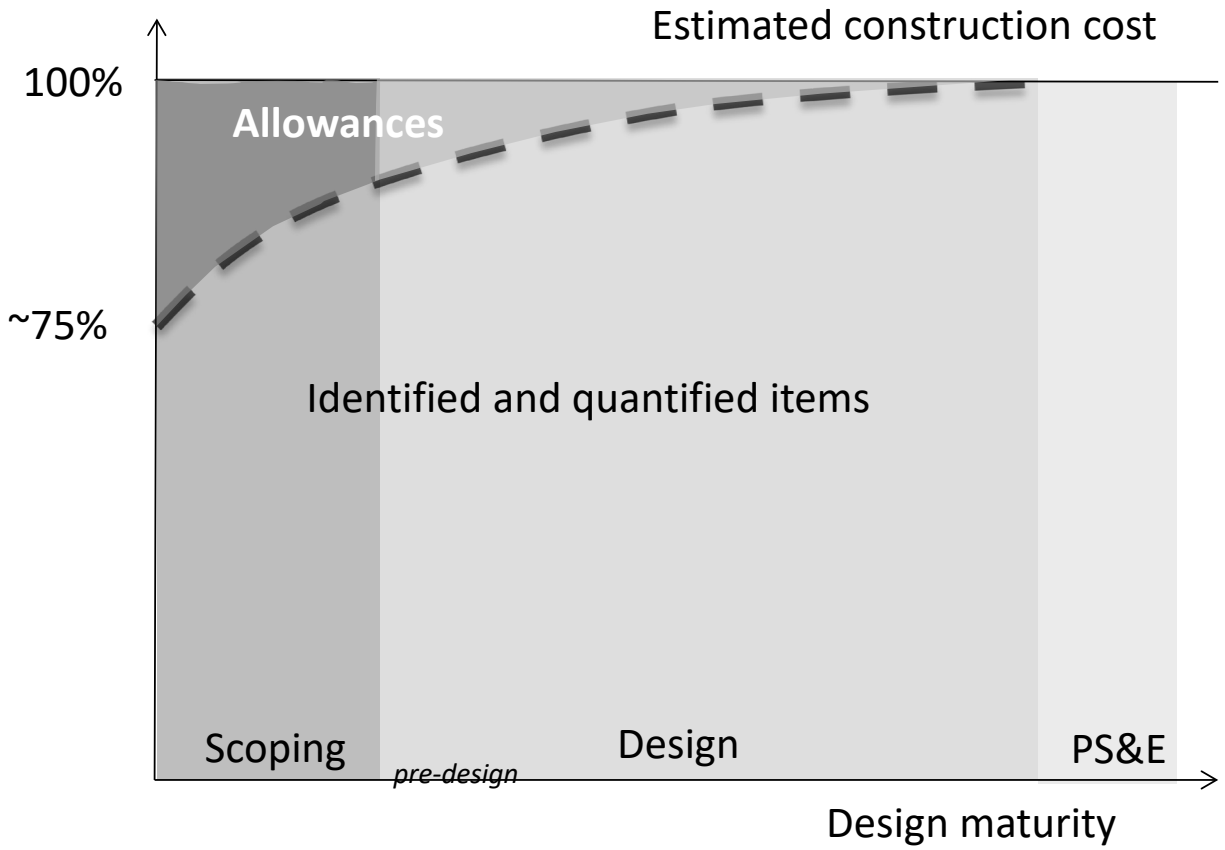 Estimated construction cost
100%
Allowances
~75%
Identified and quantified items
Scoping
Design
PS&E
pre-design
Design maturity